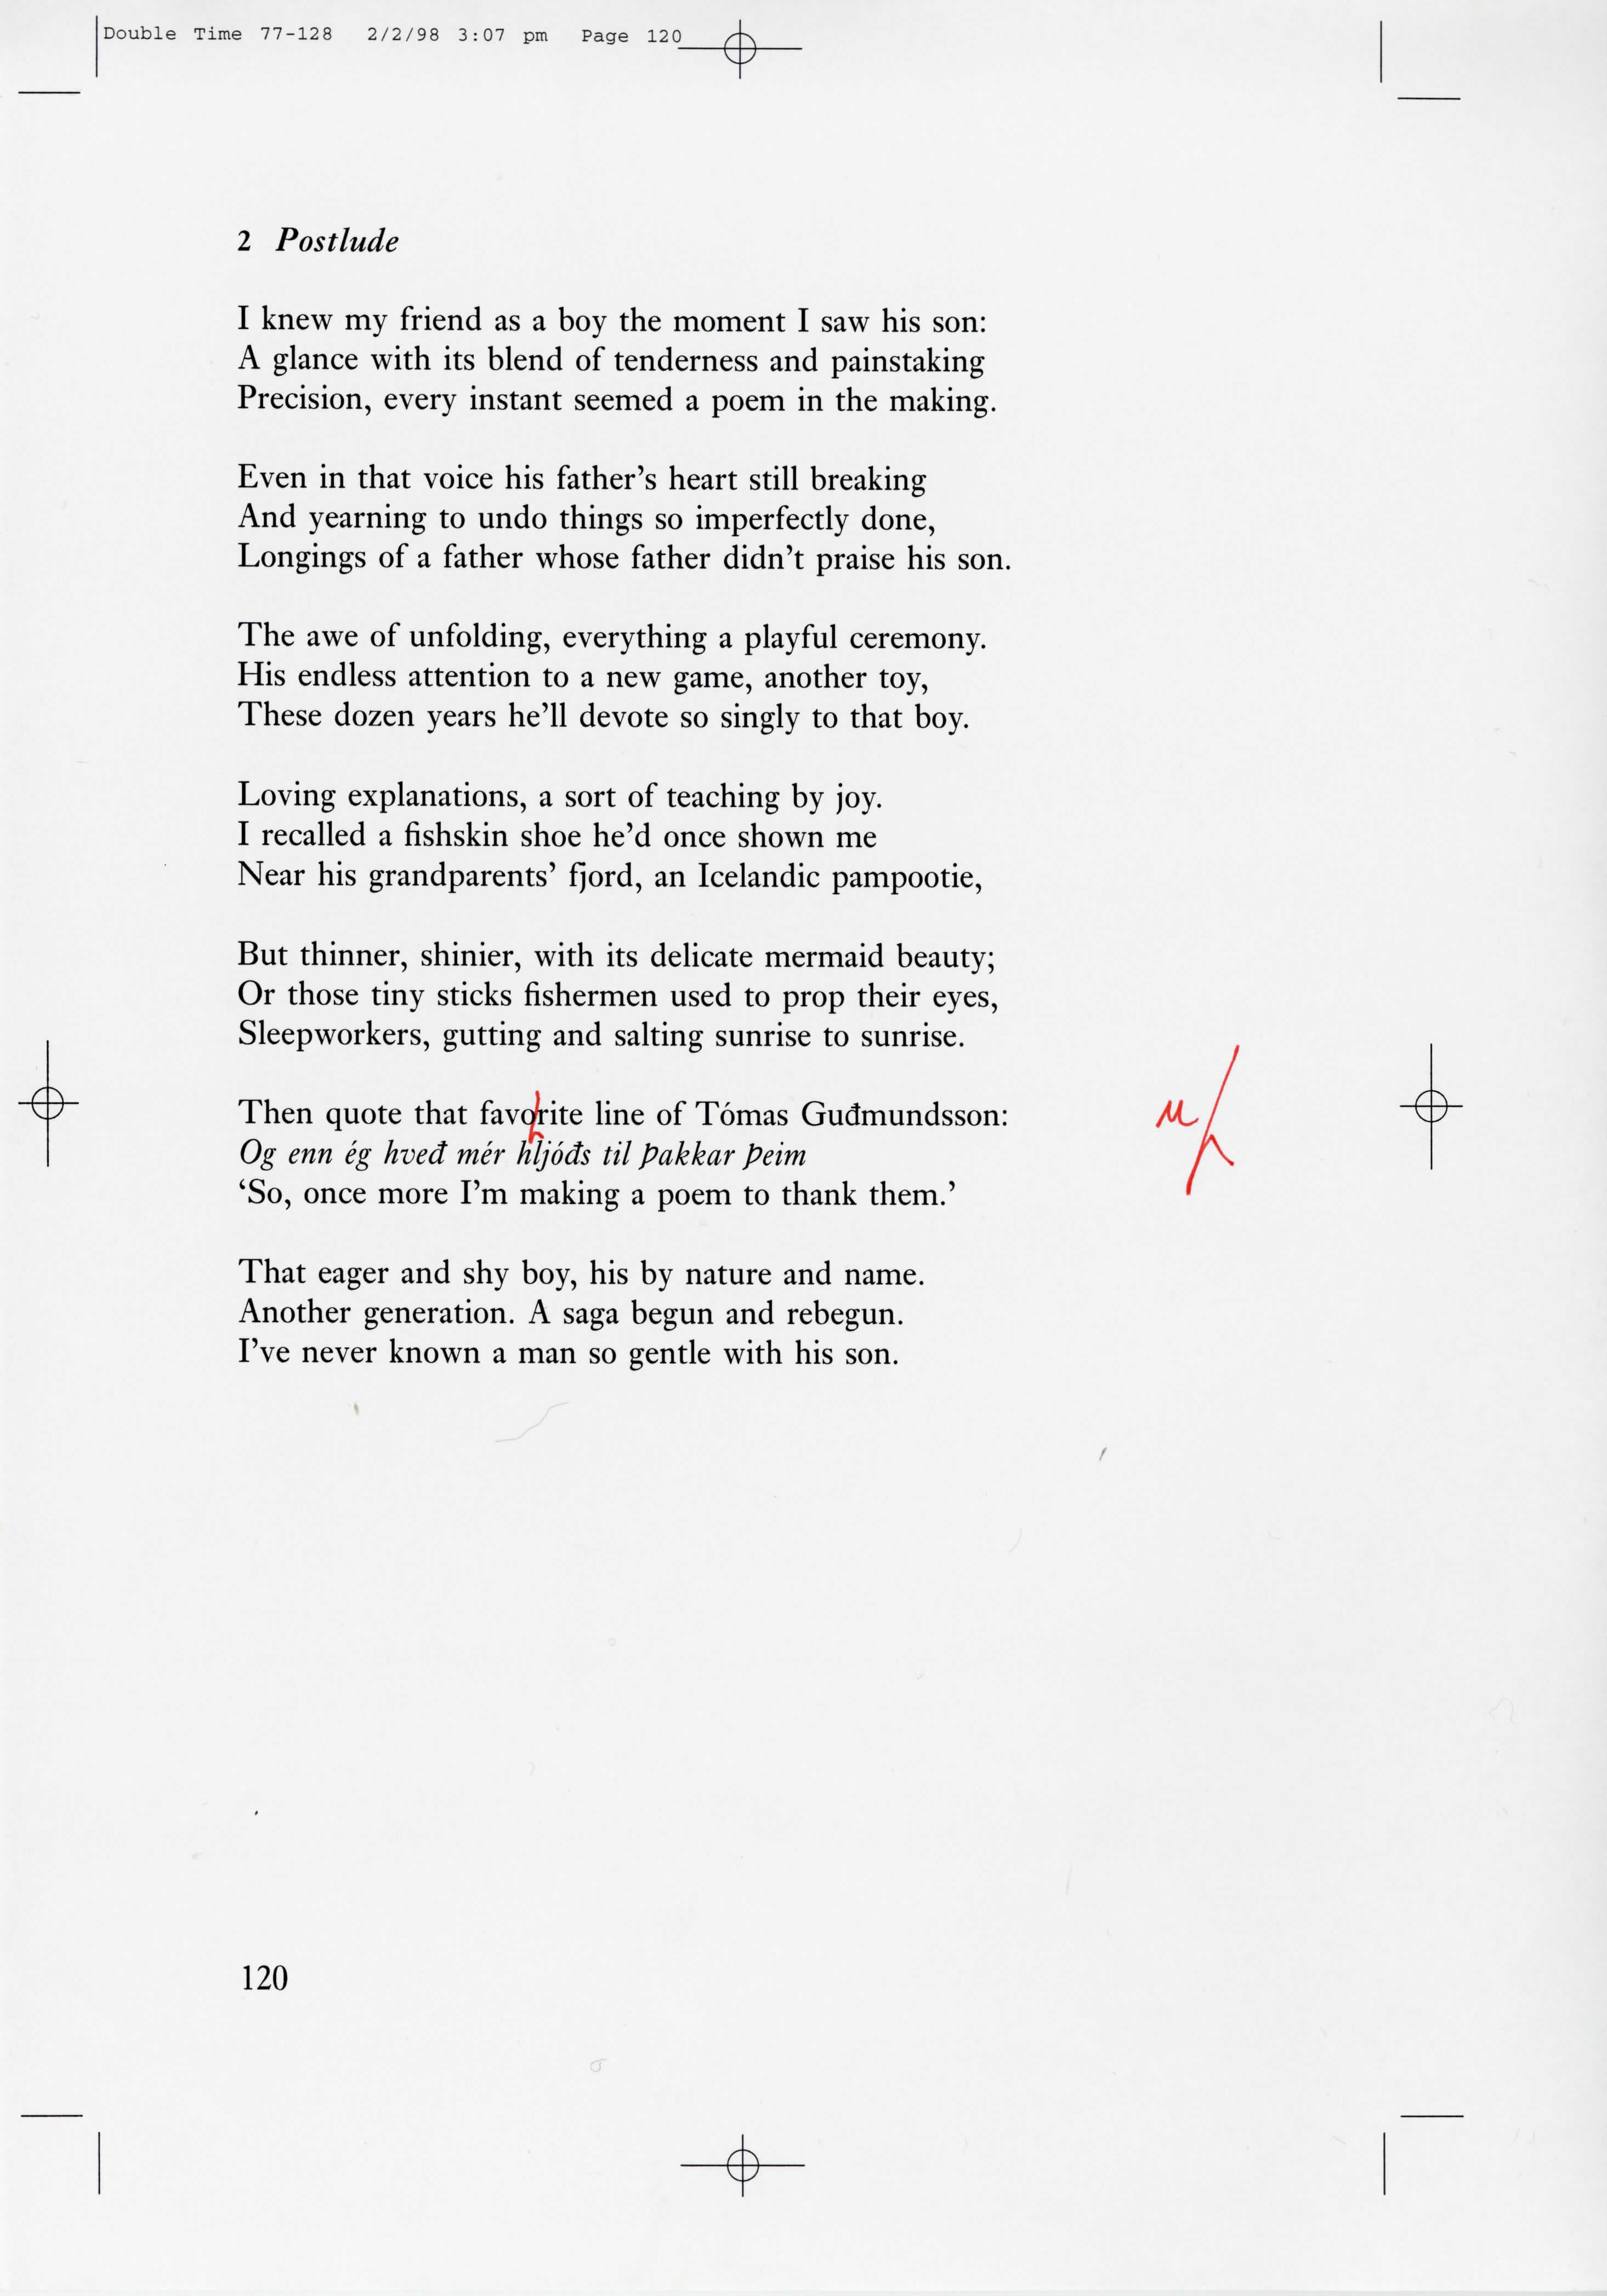 Double Time 77-128 2/2/98 3:07 pm Page 120
2 Postlude
I knew my friend as a boy the moment I saw his son:
A glance with its blend of tenderness and painstaking
Precision, every instant seemed a poem in the making.
Even in that voice his father's heart still breaking
And yearning to undo things so imperfectly done,
Longings of a father whose father didn't praise his son.
The awe of unfolding, everything a playful ceremony.
His endless attention to a new game, another toy,
These dozen years he'll devote so singly to that boy.
Loving explanations, a sort of teaching by joy.
I recalled a fishskin shoe he'd once shown me
Near his grandparents' fjord, an Icelandic pampootie,
But thinner, shinier, with its delicate mermaid beauty;
Or those tiny sticks fishermen used to prop their eyes,
Sleepworkers, gutting and salting sunrise to sunrise.
Then quote that favorite line of Tómas Guđmundsson: u/
Og enn ég hveđ mér hljóđs til þakkar þeim
‘So, once more I'm making a poem to thank them.’
That eager and shy boy, his by nature and name.
Another generation. A saga begun and rebegun.
I've never known a man so gentle with his son.
120